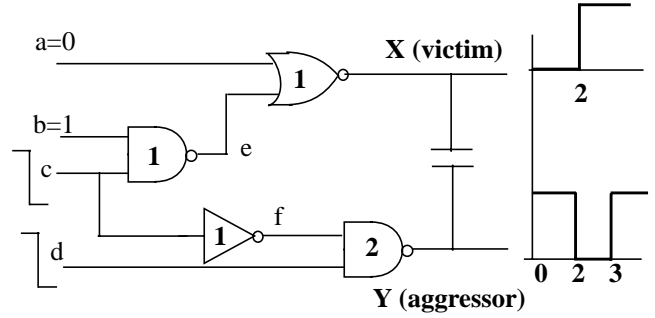 a=0
X (victim)
1
2
b=1
1
e
c
f
1
2
d
0 2 3
Y (aggressor)